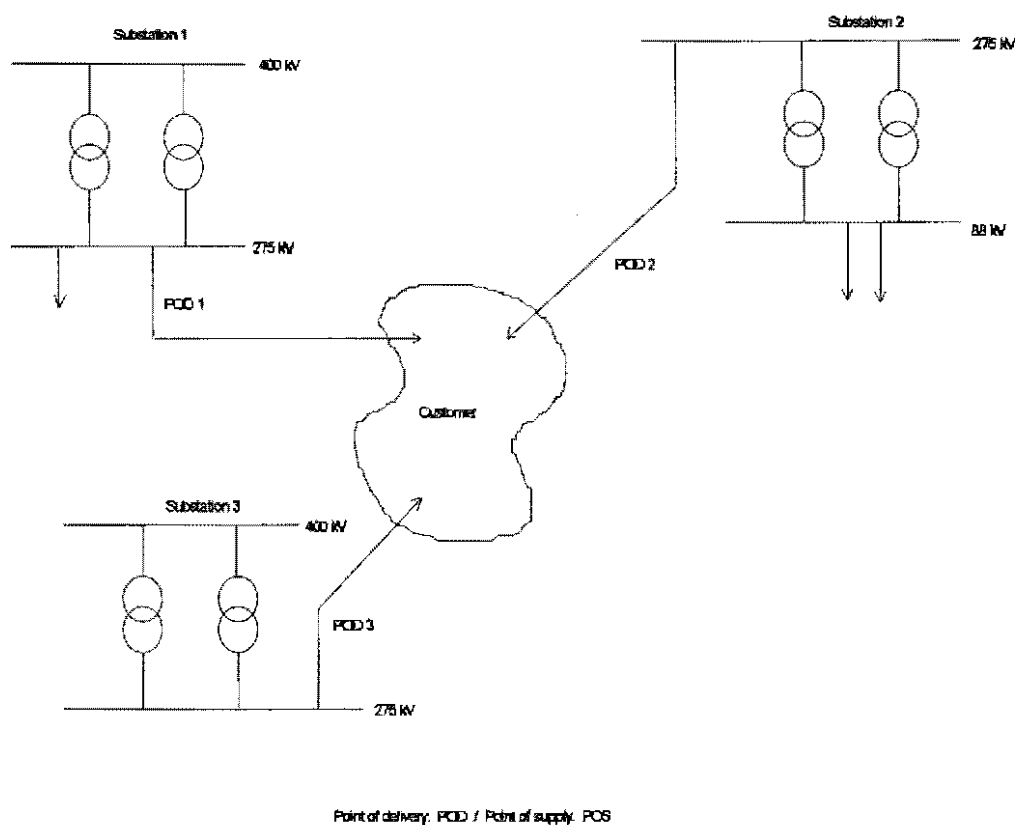 Substation 1
400 kV
275 kV
POD 1
Substation 2
275 kV
88 kV
POD 2
Customer
Substation 3
400 kV
POD 3
275 kV
Point of delivery: POD / Point of supply: POS